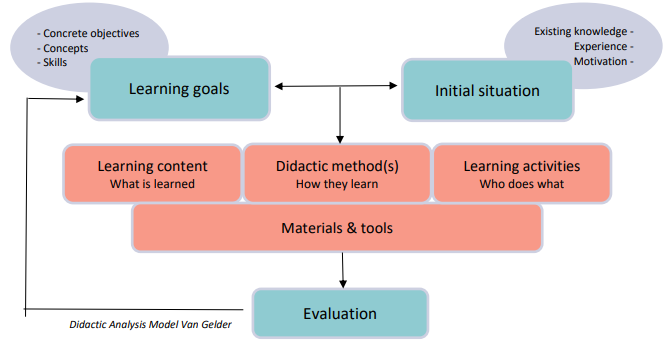 - Concrete objectives
- Concepts
- Skills
Existing knowledge -
Experience -
Motivation -
Learning goals
Initial situation
Learning content
What is learned
Didactic method(s)
How they learn
Learning activities
Who does what
Materials & tools
Evaluation
Didactic Analysis Model Van Gelder